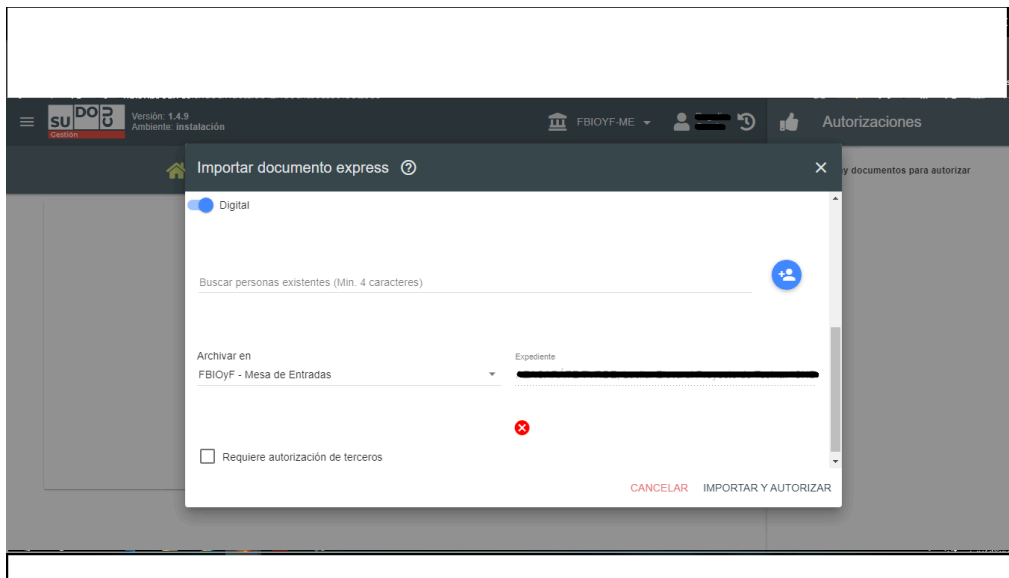 SU DO CU
Gestión
Versión: 1.4.9
Ambiente: instalación
FBIOYF-ME
Autorizaciones
Importar documento express
y documentos para autorizar
Digital
Buscar personas existentes (Min. 4 caracteres)
Archivar en
Expediente
FBIOyF - Mesa de Entradas
Requiere autorización de terceros
CANCELAR IMPORTAR Y AUTORIZAR